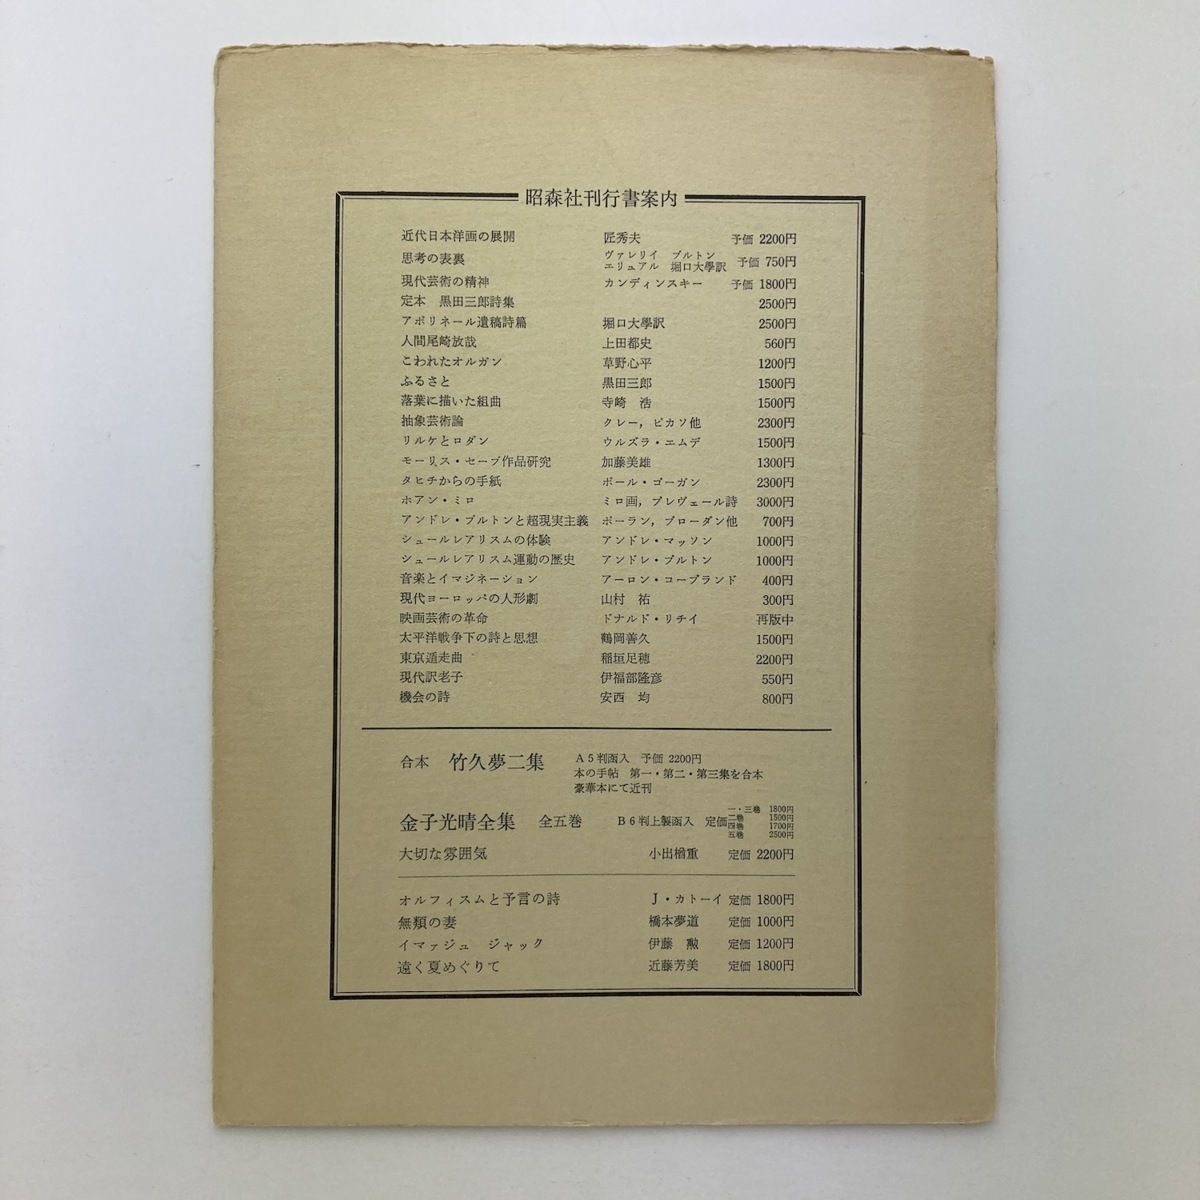 昭森社刊行書案内
近代日本洋画の展開 匠秀夫 予価 2200円
思考の表裏 ヴァレリイ ブルトン エリュアル 堀口大學訳 予価 750円
現代芸術の精神 カンディンスキー 予価 1800円
定本 黒田三郎詩集 2500円
アポリネール遺稿詩篇 堀口大學訳 2500円
人間尾崎放哉 上田都史 560円
こわれたオルガン 草野心平 1200円
ふるさと 黒田三郎 1500円
落葉に描いた組曲 寺崎 浩 1500円
抽象芸術論 クレー，ピカソ他 2300円
リルケとロダン ウルズラ・エムデ 1500円
モーリス・セーブ作品研究 加藤美雄 1300円
タヒチからの手紙 ポール・ゴーガン 2300円
ホアン・ミロ ミロ画，プレヴェール詩 3000円
アンドレ・ブルトンと超現実主義 ポーラン，ブローダン他 700円
シュールレアリスムの体験 アンドレ・マッソン 1000円
シュールレアリスム運動の歴史 アンドレ・ブルトン 1000円
音楽とイマジネーション アーロン・コープランド 400円
現代ヨーロッパの人形劇 山村 祐 300円
映画芸術の革命 ドナルド・リチイ 再版中
太平洋戦争下の詩と思想 鶴岡善久 1500円
東京遁走曲 稲垣足穂 2200円
現代訳老子 伊福部隆彦 550円
機会の詩 安西 均 800円
合本 竹久夢二集 A5判函入 予価 2200円
本の手帖 第一・第二・第三集を合本
豪華本にて近刊
金子光晴全集 全五巻 B6判上製函入 定価 一・三巻 1800円
二巻 1500円
四巻 1700円
五巻 2500円
大切な雰囲気 小出楢重 定価 2200円
オルフィスムと予言の詩 J・カトーイ 定価 1800円
無類の妻 橋本夢道 定価 1000円
イマァジュ ジャック 伊藤 勲 定価 1200円
遠く夏めぐりて 近藤芳美 定価 1800円